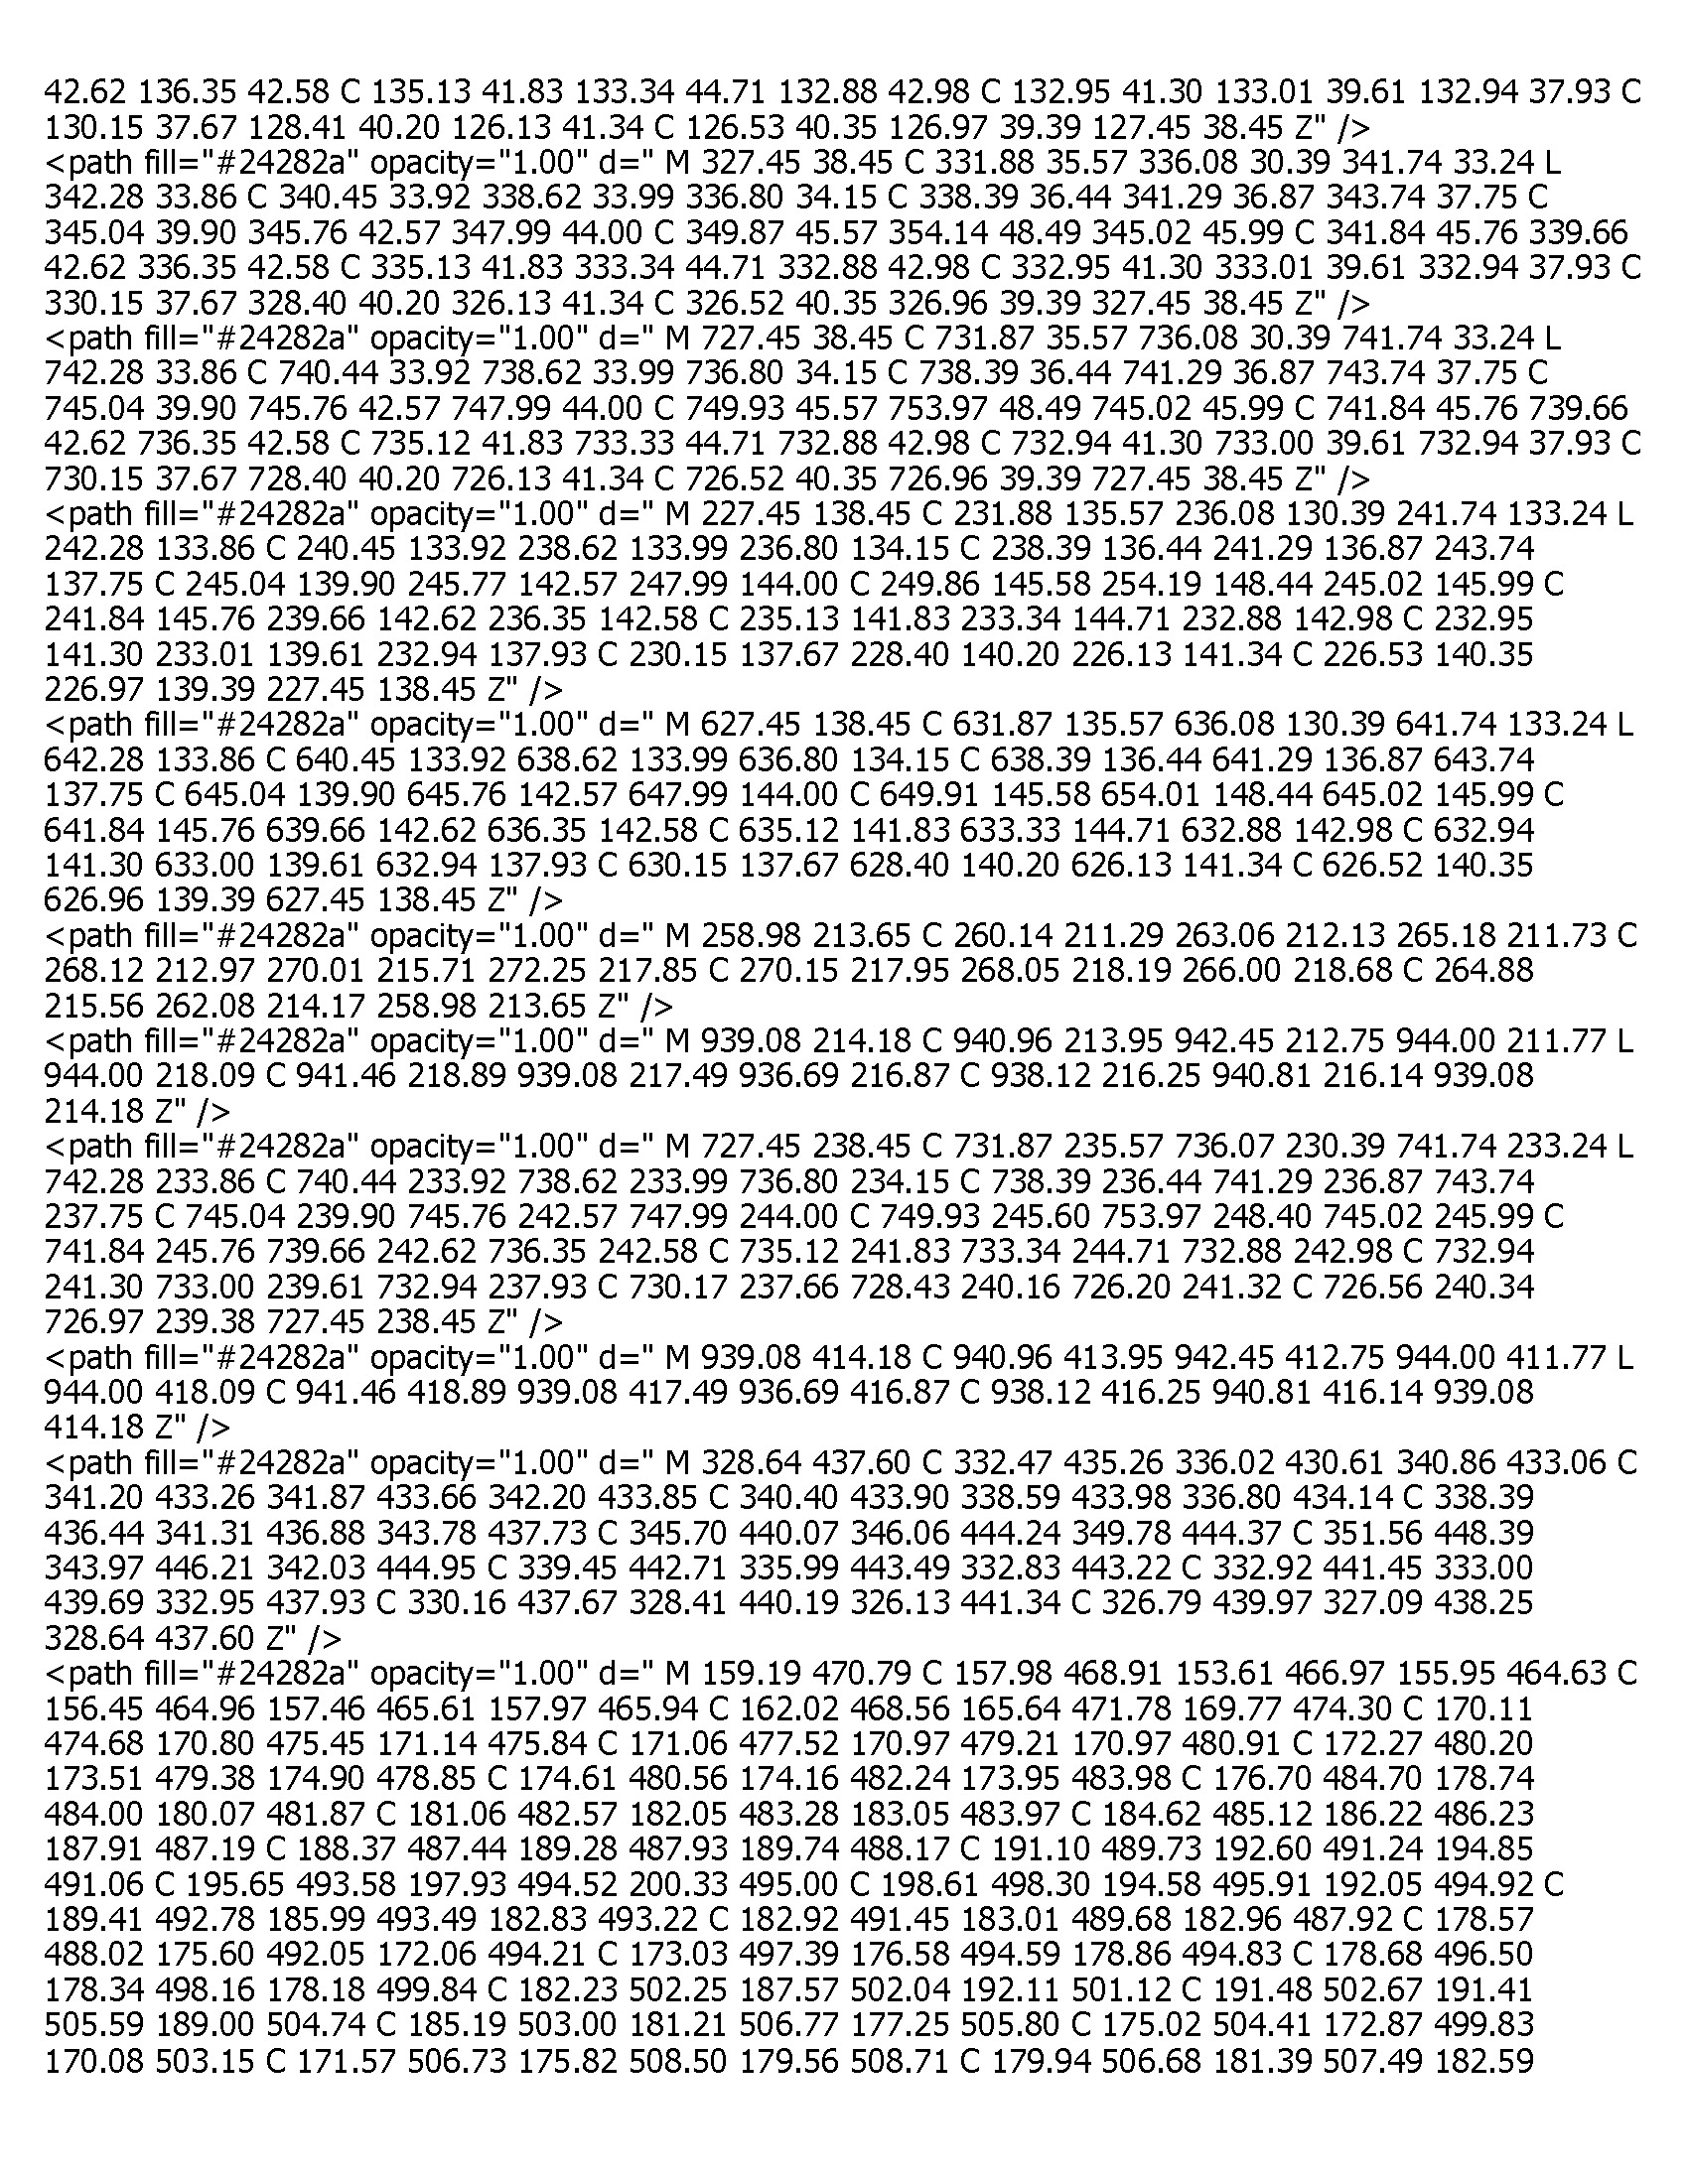 42.62 136.35 42.58 C 135.13 41.83 133.34 44.71 132.88 42.98 C 132.95 41.30 133.01 39.61 132.94 37.93 C
130.15 37.67 128.41 40.20 126.13 41.34 C 126.53 40.35 126.97 39.39 127.45 38.45 Z" />
<path fill="#24282a" opacity="1.00" d=" M 327.45 38.45 C 331.88 35.57 336.08 30.39 341.74 33.24 L
342.28 33.86 C 340.45 33.92 338.62 33.99 336.80 34.15 C 338.39 36.44 341.29 36.87 343.74 37.75 C
345.04 39.90 345.76 42.57 347.99 44.00 C 349.87 45.57 354.14 48.49 345.02 45.99 C 341.84 45.76 339.66
42.62 336.35 42.58 C 335.13 41.83 333.34 44.71 332.88 42.98 C 332.95 41.30 333.01 39.61 332.94 37.93 C
330.15 37.67 328.40 40.20 326.13 41.34 C 326.52 40.35 326.96 39.39 327.45 38.45 Z" />
<path fill="#24282a" opacity="1.00" d=" M 727.45 38.45 C 731.87 35.57 736.08 30.39 741.74 33.24 L
742.28 33.86 C 740.44 33.92 738.62 33.99 736.80 34.15 C 738.39 36.44 741.29 36.87 743.74 37.75 C
745.04 39.90 745.76 42.57 747.99 44.00 C 749.93 45.57 753.97 48.49 745.02 45.99 C 741.84 45.76 739.66
42.62 736.35 42.58 C 735.12 41.83 733.33 44.71 732.88 42.98 C 732.94 41.30 733.00 39.61 732.94 37.93 C
730.15 37.67 728.40 40.20 726.13 41.34 C 726.52 40.35 726.96 39.39 727.45 38.45 Z" />
<path fill="#24282a" opacity="1.00" d=" M 227.45 138.45 C 231.88 135.57 236.08 130.39 241.74 133.24 L
242.28 133.86 C 240.45 133.92 238.62 133.99 236.80 134.15 C 238.39 136.44 241.29 136.87 243.74
137.75 C 245.04 139.90 245.77 142.57 247.99 144.00 C 249.86 145.58 254.19 148.44 245.02 145.99 C
241.84 145.76 239.66 142.62 236.35 142.58 C 235.13 141.83 233.34 144.71 232.88 142.98 C 232.95
141.30 233.01 139.61 232.94 137.93 C 230.15 137.67 228.40 140.20 226.13 141.34 C 226.53 140.35
226.97 139.39 227.45 138.45 Z" />
<path fill="#24282a" opacity="1.00" d=" M 627.45 138.45 C 631.87 135.57 636.08 130.39 641.74 133.24 L
642.28 133.86 C 640.45 133.92 638.62 133.99 636.80 134.15 C 638.39 136.44 641.29 136.87 643.74
137.75 C 645.04 139.90 645.76 142.57 647.99 144.00 C 649.91 145.58 654.01 148.44 645.02 145.99 C
641.84 145.76 639.66 142.62 636.35 142.58 C 635.12 141.83 633.33 144.71 632.88 142.98 C 632.94
141.30 633.00 139.61 632.94 137.93 C 630.15 137.67 628.40 140.20 626.13 141.34 C 626.52 140.35
626.96 139.39 627.45 138.45 Z" />
<path fill="#24282a" opacity="1.00" d=" M 258.98 213.65 C 260.14 211.29 263.06 212.13 265.18 211.73 C
268.12 212.97 270.01 215.71 272.25 217.85 C 270.15 217.95 268.05 218.19 266.00 218.68 C 264.88
215.56 262.08 214.17 258.98 213.65 Z" />
<path fill="#24282a" opacity="1.00" d=" M 939.08 214.18 C 940.96 213.95 942.45 212.75 944.00 211.77 L
944.00 218.09 C 941.46 218.89 939.08 217.49 936.69 216.87 C 938.12 216.25 940.81 216.14 939.08
214.18 Z" />
<path fill="#24282a" opacity="1.00" d=" M 727.45 238.45 C 731.87 235.57 736.07 230.39 741.74 233.24 L
742.28 233.86 C 740.44 233.92 738.62 233.99 736.80 234.15 C 738.39 236.44 741.29 236.87 743.74
237.75 C 745.04 239.90 745.76 242.57 747.99 244.00 C 749.93 245.60 753.97 248.40 745.02 245.99 C
741.84 245.76 739.66 242.62 736.35 242.58 C 735.12 241.83 733.34 244.71 732.88 242.98 C 732.94
241.30 733.00 239.61 732.94 237.93 C 730.17 237.66 728.43 240.16 726.20 241.32 C 726.56 240.34
726.97 239.38 727.45 238.45 Z" />
<path fill="#24282a" opacity="1.00" d=" M 939.08 414.18 C 940.96 413.95 942.45 412.75 944.00 411.77 L
944.00 418.09 C 941.46 418.89 939.08 417.49 936.69 416.87 C 938.12 416.25 940.81 416.14 939.08
414.18 Z" />
<path fill="#24282a" opacity="1.00" d=" M 328.64 437.60 C 332.47 435.26 336.02 430.61 340.86 433.06 C
341.20 433.26 341.87 433.66 342.20 433.85 C 340.40 433.90 338.59 433.98 336.80 434.14 C 338.39
436.44 341.31 436.88 343.78 437.73 C 345.70 440.07 346.06 444.24 349.78 444.37 C 351.56 448.39
343.97 446.21 342.03 444.95 C 339.45 442.71 335.99 443.49 332.83 443.22 C 332.92 441.45 333.00
439.69 332.95 437.93 C 330.16 437.67 328.41 440.19 326.13 441.34 C 326.79 439.97 327.09 438.25
328.64 437.60 Z" />
<path fill="#24282a" opacity="1.00" d=" M 159.19 470.79 C 157.98 468.91 153.61 466.97 155.95 464.63 C
156.45 464.96 157.46 465.61 157.97 465.94 C 162.02 468.56 165.64 471.78 169.77 474.30 C 170.11
474.68 170.80 475.45 171.14 475.84 C 171.06 477.52 170.97 479.21 170.97 480.91 C 172.27 480.20
173.51 479.38 174.90 478.85 C 174.61 480.56 174.16 482.24 173.95 483.98 C 176.70 484.70 178.74
484.00 180.07 481.87 C 181.06 482.57 182.05 483.28 183.05 483.97 C 184.62 485.12 186.22 486.23
187.91 487.19 C 188.37 487.44 189.28 487.93 189.74 488.17 C 191.10 489.73 192.60 491.24 194.85
491.06 C 195.65 493.58 197.93 494.52 200.33 495.00 C 198.61 498.30 194.58 495.91 192.05 494.92 C
189.41 492.78 185.99 493.49 182.83 493.22 C 182.92 491.45 183.01 489.68 182.96 487.92 C 178.57
488.02 175.60 492.05 172.06 494.21 C 173.03 497.39 176.58 494.59 178.86 494.83 C 178.68 496.50
178.34 498.16 178.18 499.84 C 182.23 502.25 187.57 502.04 192.11 501.12 C 191.48 502.67 191.41
505.59 189.00 504.74 C 185.19 503.00 181.21 506.77 177.25 505.80 C 175.02 504.41 172.87 499.83
170.08 503.15 C 171.57 506.73 175.82 508.50 179.56 508.71 C 179.94 506.68 181.39 507.49 182.59